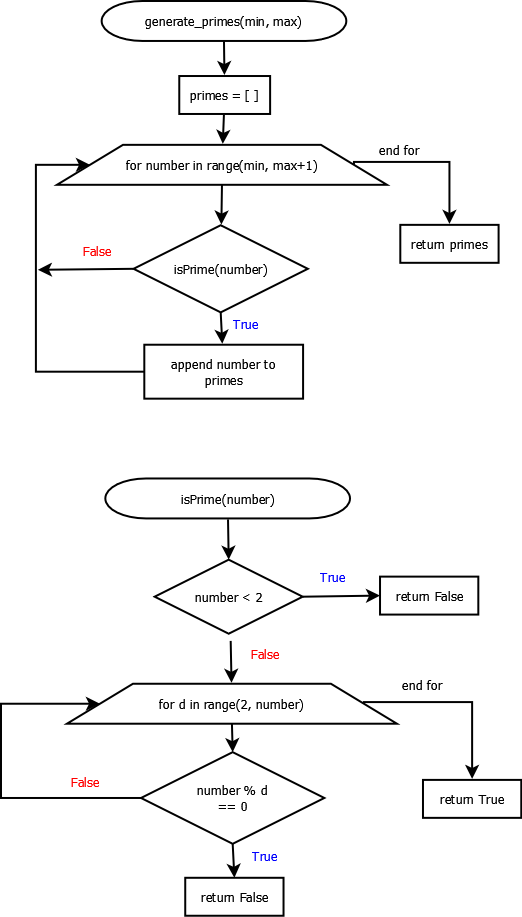 generate_primes(min, max)
primes = [ ]
for number in range(min, max+1)
end for
return primes
False
isPrime(number)
True
append number to
primes
isPrime(number)
number < 2
True
return False
False
for d in range(2, number)
end for
False
number % d
== 0
return True
True
return False